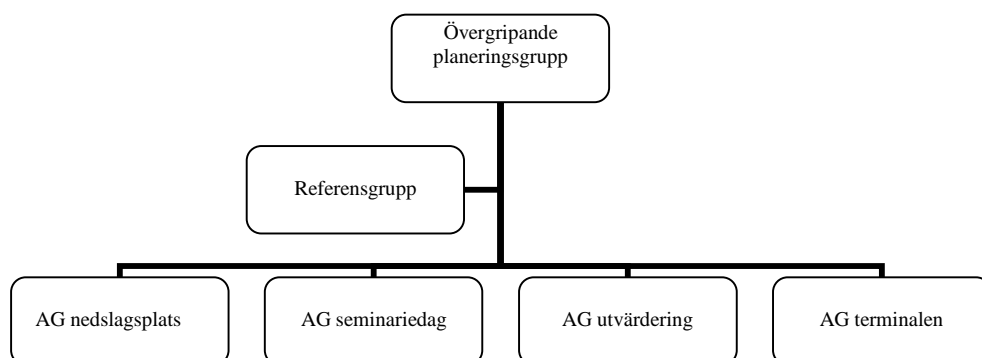 Övergripande
planeringsgrupp
Referensgrupp
AG nedslagsplats
AG seminariedag
AG utvärdering
AG terminalen